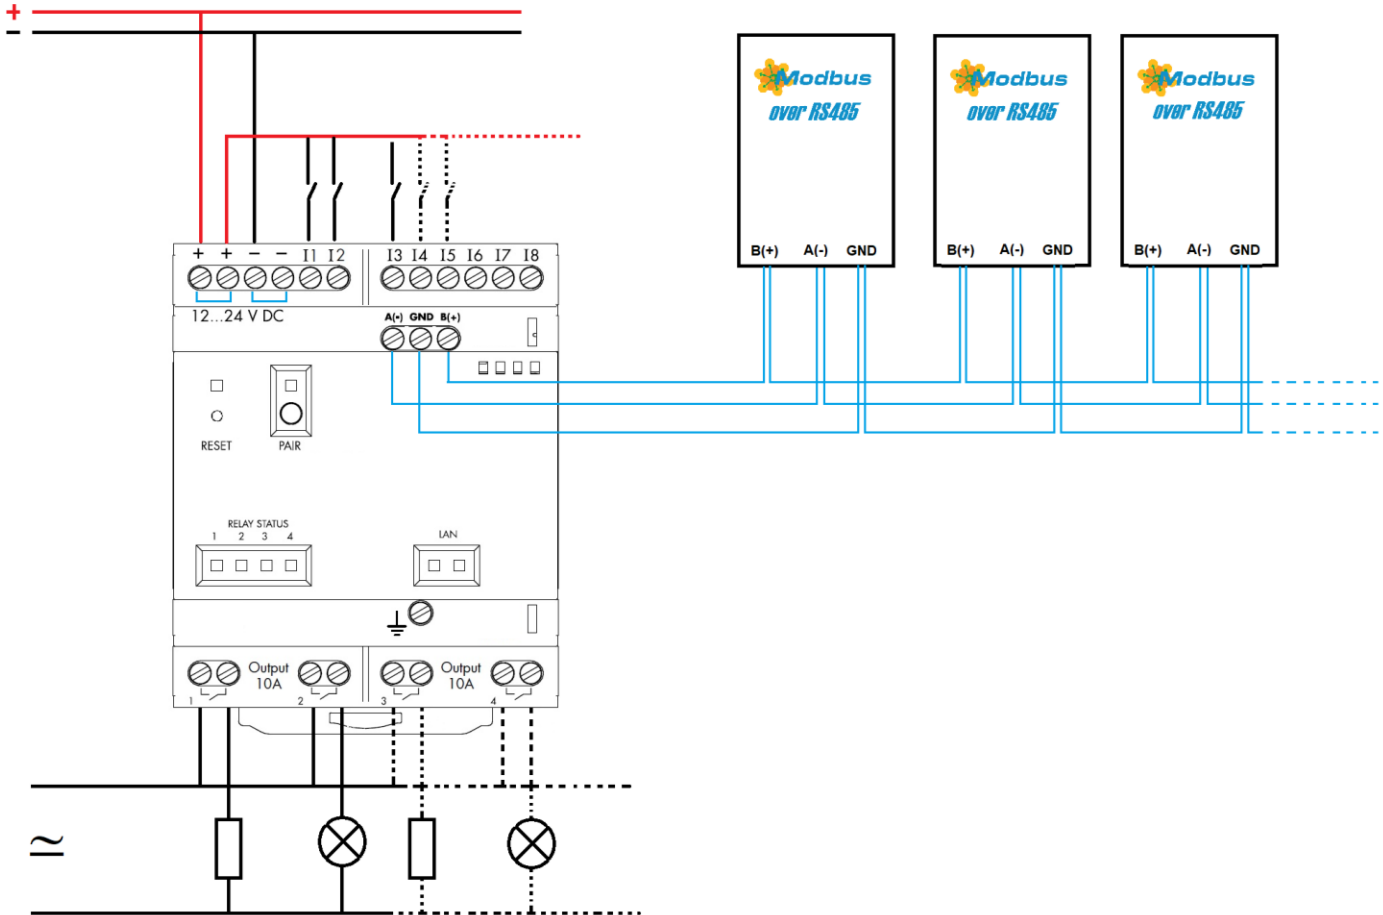 +
−
Modbus Modbus Modbus
over RS485 over RS485 over RS485
B(+) A(-) GND B(+) A(-) GND B(+) A(-) GND
+ + − − I1 I2 I3 I4 I5 I6 I7 I8
12...24 V DC
A(-) GND B(+)
RESET PAIR
RELAY STATUS
1 2 3 4
LAN
Output Output
10A 10A
1 2 3 4
≃